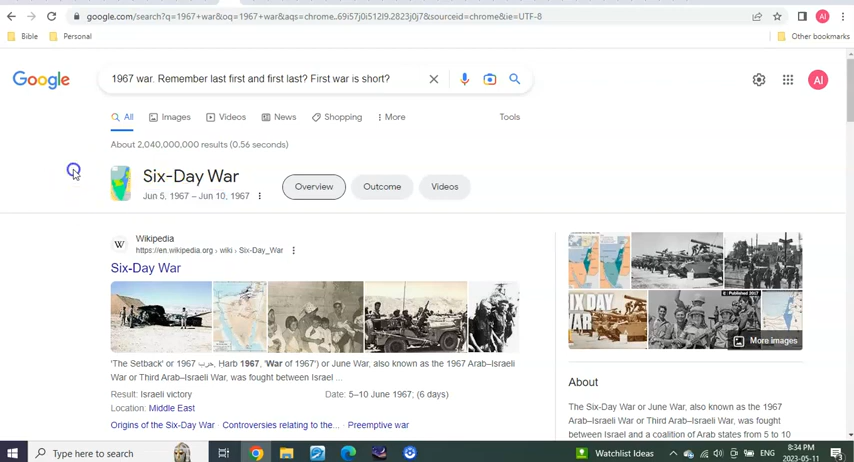 google.com/search?q=1967+war&oq=1967+war&aqs=chrome..69i57j0i512l9.2823j0j7&sourceid=chrome&ie=UTF-8
AI
Bible
Personal
Other bookmarks
Google
1967 war. Remember last first and first last? First war is short?
AI
All
Images
Videos
News
Shopping
More
Tools
About 2,040,000,000 results (0.56 seconds)
Six-Day War
Jun 5, 1967 – Jun 10, 1967
Overview
Outcome
Videos
W
Wikipedia
https://en.wikipedia.org › wiki › Six-Day_War
Six-Day War
SIX DAY
WAR
More images
'The Setback' or 1967 حرب, Ḥarb 1967, 'War of 1967') or June War, also known as the 1967 Arab–Israeli
War or Third Arab–Israeli War, was fought between Israel ...
Result: Israeli victory
Date: 5–10 June 1967; (6 days)
Location: Middle East
Origins of the Six-Day War · Controversies relating to the... · Preemptive war
About
The Six-Day War or June War, also known as the 1967
Arab–Israeli War or Third Arab–Israeli War, was fought
between Israel and a coalition of Arab states from 5 to 10
Type here to search
Watchlist Ideas
ENG
8:34 PM
2023-05-11
3